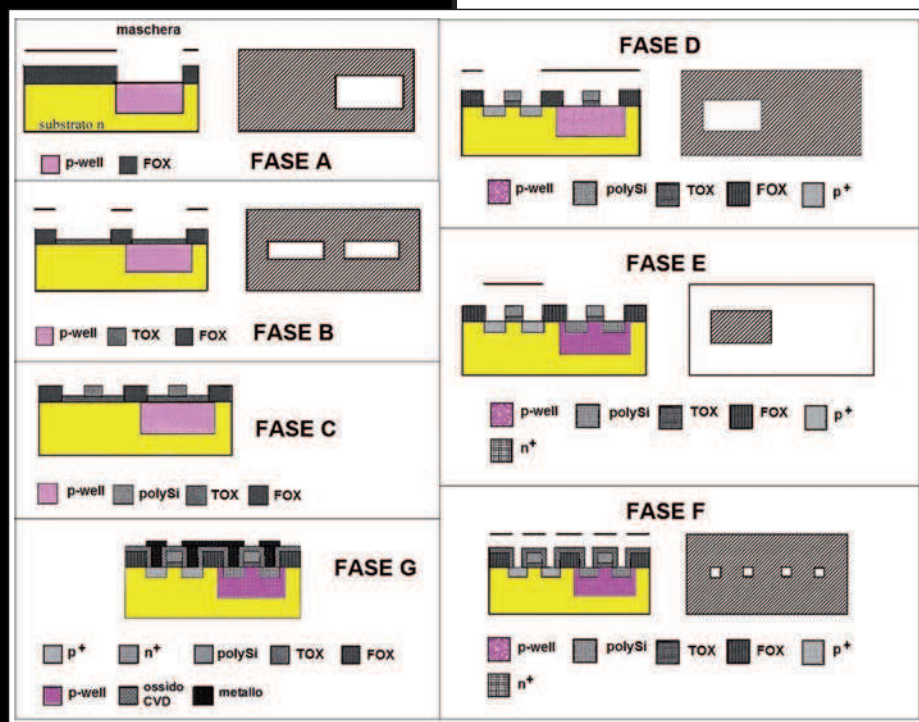 maschera
substrato n
p-well FOX
FASE A
p-well TOX FOX
FASE B
FASE C
p-well polySi TOX FOX
FASE G
p+ n+ polySi TOX FOX
p-well ossido CVD metallo
FASE D
p-well polySi TOX FOX p+
FASE E
p-well polySi TOX FOX p+
n+
FASE F
p-well polySi TOX FOX p+
n+